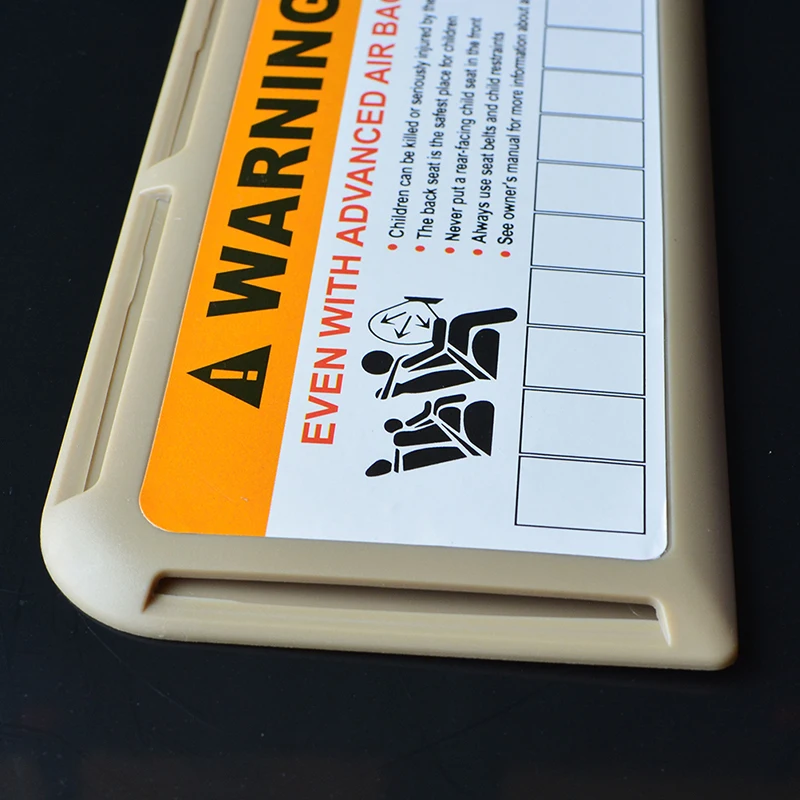 WARNING
EVEN WITH ADVANCED AIR BAG
• Children can be killed or seriously injured by the
• The back seat is the safest place for children
• Never put a rear-facing child seat in the front
• Always use seat belts and child restraints
• See owner's manual for more information about